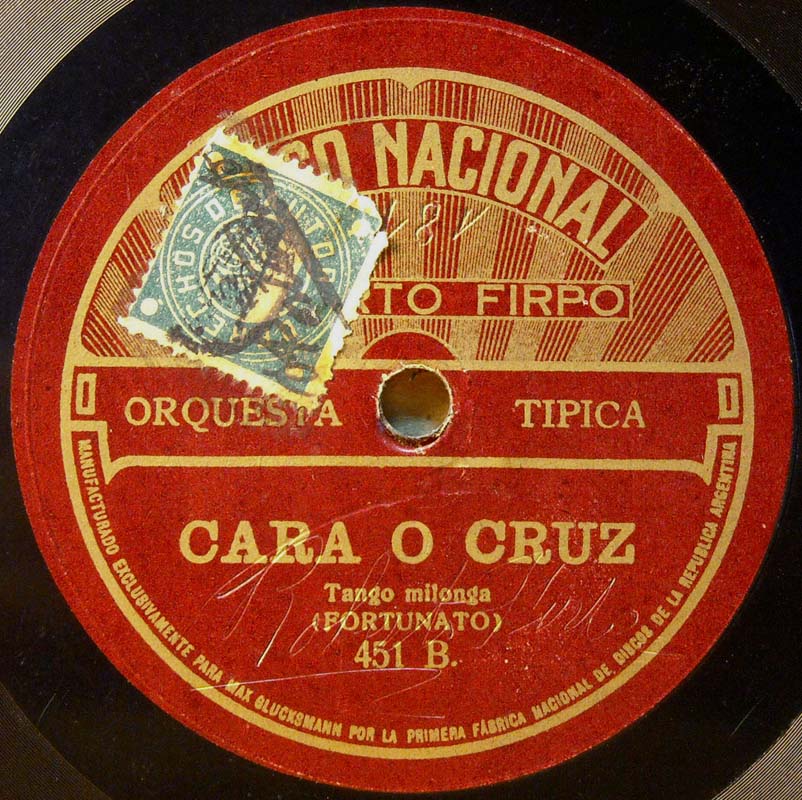 NACIONAL
FIRPO
ORQUESTA TIPICA
CARA O CRUZ
Tango milonga
(FORTUNATO)
451 B.
MANUFACTURADO EXCLUSIVAMENTE PARA MAX GLUCKSMANN POR LA PRIMERA FÁBRICA NACIONAL DE DISCOS DE LA REPUBLICA ARGENTINA